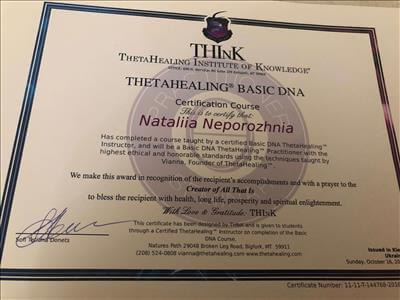 THInK
THETAHEALING INSTITUTE OF KNOWLEDGE®
THETAHEALING® BASIC DNA
Certification Course
This is to certify that:
Nataliia Neporozhnia
Has completed a course taught by a certified Basic DNA ThetaHealing™
Instructor, and will be a Basic DNA ThetaHealing™ Practitioner with the
highest ethical and honorable standards using the techniques taught by
Vianna, Founder of ThetaHealing™.
We make this award in recognition of the recipient's accomplishments and with a prayer to the
Creator of All That Is
to bless the recipient with health, long life, prosperity and spiritual enlightenment.
With Love & Gratitude: THInK
This certificate has been designed by THInK and is given to students
through a Certified ThetaHealing™ Instructor on completion of the Basic
DNA Course.
Natures Path 29048 Broken Leg Road, Bigfork, MT 59911
(208) 524-0808 vianna@thetahealing.com www.thetahealing.com
Donets
Issued in
Sunday, October 16,
Certificate Number: 11-11-T-144768-